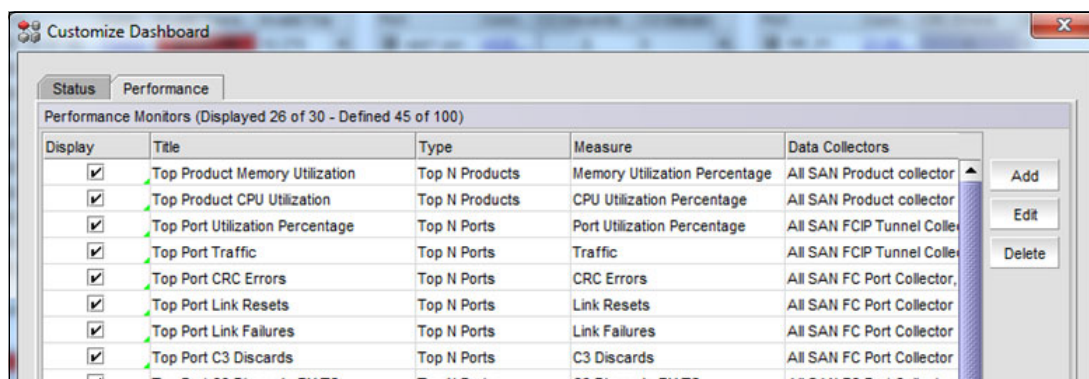 Customize Dashboard
Status Performance
Performance Monitors (Displayed 26 of 30 - Defined 45 of 100)
Display Title Type Measure Data Collectors
Top Product Memory Utilization Top N Products Memory Utilization Percentage All SAN Product collector
Add
Top Product CPU Utilization Top N Products CPU Utilization Percentage All SAN Product collector
Edit
Top Port Utilization Percentage Top N Ports Port Utilization Percentage All SAN FCIP Tunnel
Top Port Traffic Top N Ports Traffic All SAN FCIP Tunnel
Delete
Top Port CRC Errors Top N Ports CRC Errors All SAN FC Port Collector,
Top Port Link Resets Top N Ports Link Resets All SAN FC Port Collector
Top Port Link Failures Top N Ports Link Failures All SAN FC Port Collector
Top Port C3 Discards Top N Ports C3 Discards All SAN FC Port Collector